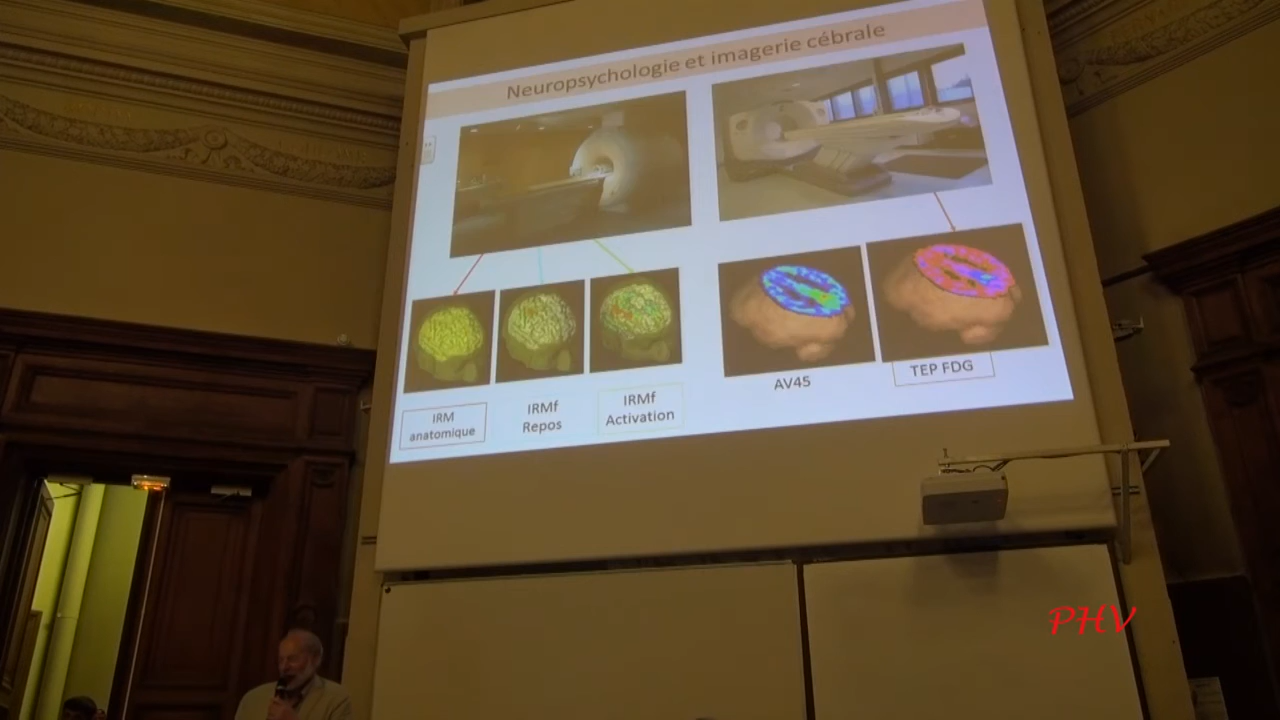 Neuropsychologie et imagerie cébrale
IRM
anatomique
IRMf
Repos
IRMf
Activation
AV45
TEP FDG
PHV